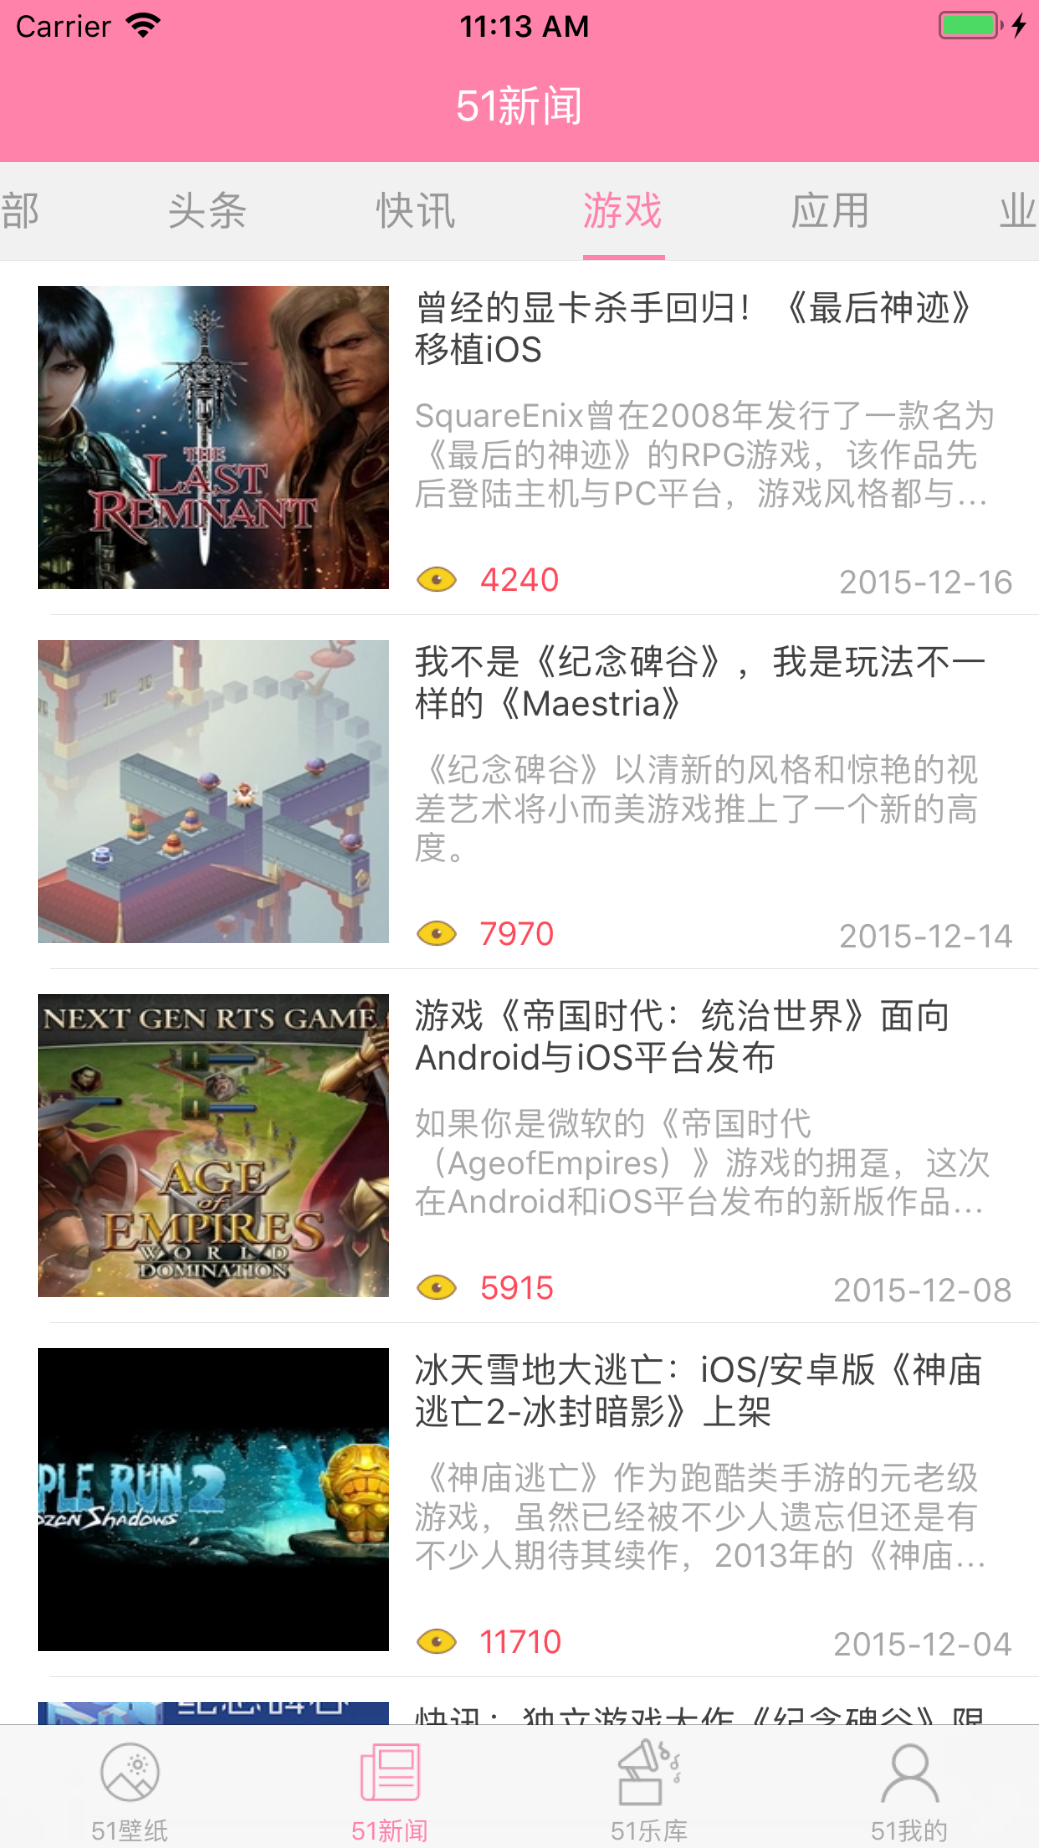 Carrier 11:13 AM
51新闻
部 头条 快讯 游戏 应用 业
THE
LAST
REMNANT
曾经的显卡杀手回归！《最后神迹》
移植iOS
SquareEnix曾在2008年发行了一款名为
《最后的神迹》的RPG游戏，该作品先
后登陆主机与PC平台，游戏风格都与...
4240 2015-12-16
我不是《纪念碑谷》，我是玩法不一
样的《Maestria》
《纪念碑谷》以清新的风格和惊艳的视
差艺术将小而美游戏推上了一个新的高
度。
7970 2015-12-14
NEXT GEN RTS GAME
AGE
of
EMPIRES
WORLD
DOMINATION
游戏《帝国时代：统治世界》面向
Android与iOS平台发布
如果你是微软的《帝国时代
（AgeofEmpires）》游戏的拥趸，这次
在Android和iOS平台发布的新版作品...
5915 2015-12-08
PLE RUN 2
ozen Shadows
冰天雪地大逃亡：iOS/安卓版《神庙
逃亡2-冰封暗影》上架
《神庙逃亡》作为跑酷类手游的元老级
游戏，虽然已经被不少人遗忘但还是有
不少人期待其续作，2013年的《神庙...
11710 2015-12-04
纪念碑谷
快讯：独立游戏大作《纪念碑谷》限
51壁纸 51新闻 51乐库 51我的